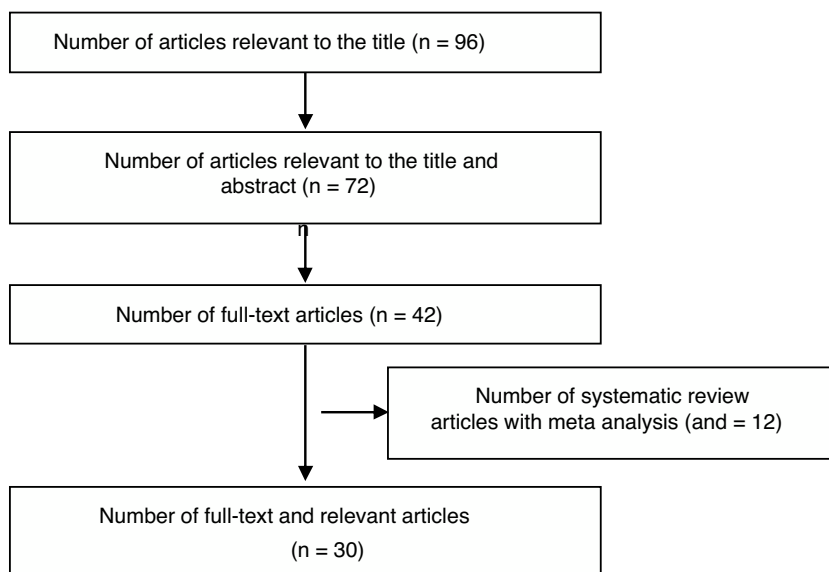 Number of articles relevant to the title (n = 96)
Number of articles relevant to the title and
abstract (n = 72)
n
Number of full-text articles (n = 42)
Number of systematic review
articles with meta analysis (and = 12)
Number of full-text and relevant articles
(n = 30)